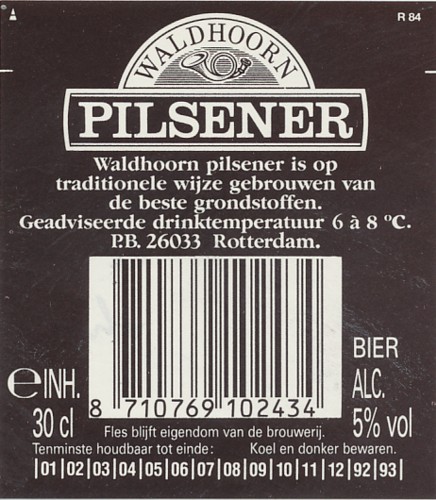 R 84
WALDHOORN
PILSENER
Waldhoorn pilsener is op
traditionele wijze gebrouwen van
de beste grondstoffen.
Geadviseerde drinktemperatuur 6 à 8 °C.
P.B. 26033 Rotterdam.
BIER
℮ INH. ALC.
30 cl 8 710769 102434 5% vol
Fles blijft eigendom van de brouwerij.
Tenminste houdbaar tot einde: Koel en donker bewaren.
|01|02|03|04|05|06|07|08|09|10|11|12|92|93|